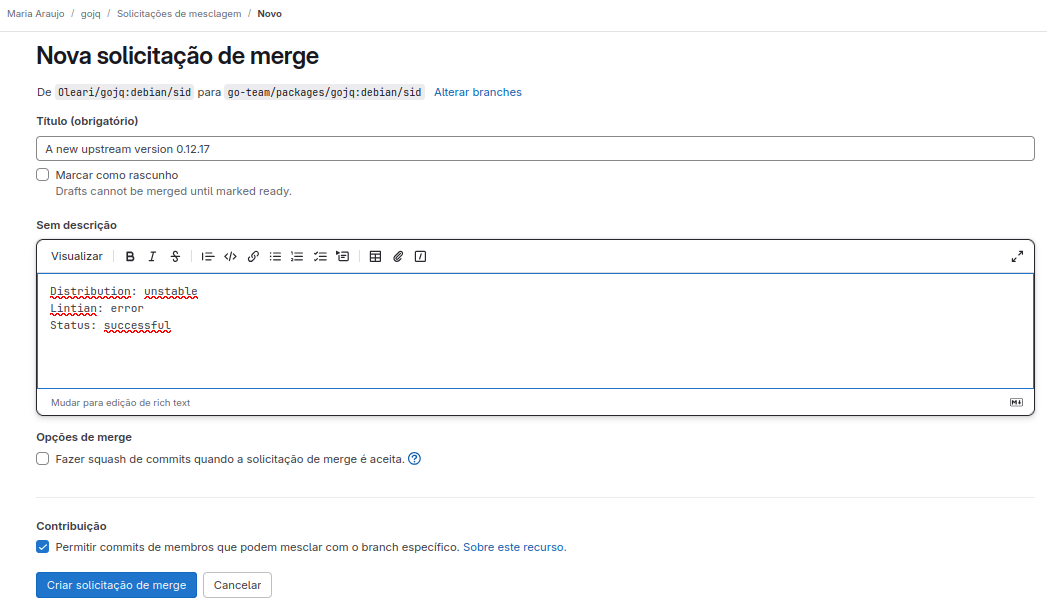 Maria Araujo / gojq / Solicitações de mesclagem / Novo
Nova solicitação de merge
De Oleari/gojq:debian/sid para go-team/packages/gojq:debian/sid Alterar branches
Título (obrigatório)
A new upstream version 0.12.17
Marcar como rascunho
Drafts cannot be merged until marked ready.
Sem descrição
Visualizar
Distribution: unstable
Lintian: error
Status: successful
Mudar para edição de rich text
Opções de merge
Fazer squash de commits quando a solicitação de merge é aceita.
Contribuição
Permitir commits de membros que podem mesclar com o branch específico. Sobre este recurso.
Criar solicitação de merge Cancelar